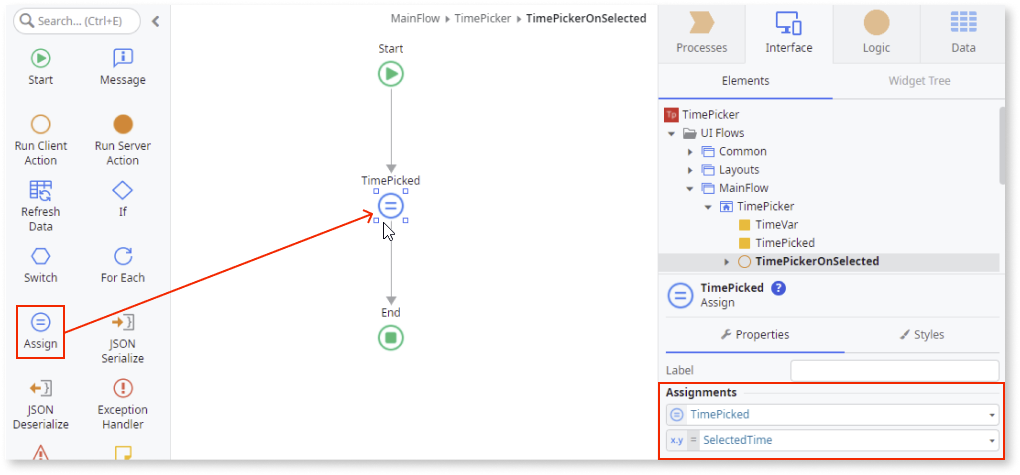 Search... (Ctrl+E)
Start
Message
Run Client
Action
Run Server
Action
Refresh
Data
If
Switch
For Each
Assign
JSON
Serialize
JSON
Deserialize
Exception
Handler
MainFlow TimePicker TimePickerOnSelected
Start
TimePicked
End
Processes
Interface
Logic
Data
Elements
Widget Tree
Tp TimePicker
UI Flows
Common
Layouts
MainFlow
TimePicker
TimeVar
TimePicked
TimePickerOnSelected
TimePicked ?
Assign
Properties
Styles
Label
Assignments
TimePicked
x.y = SelectedTime